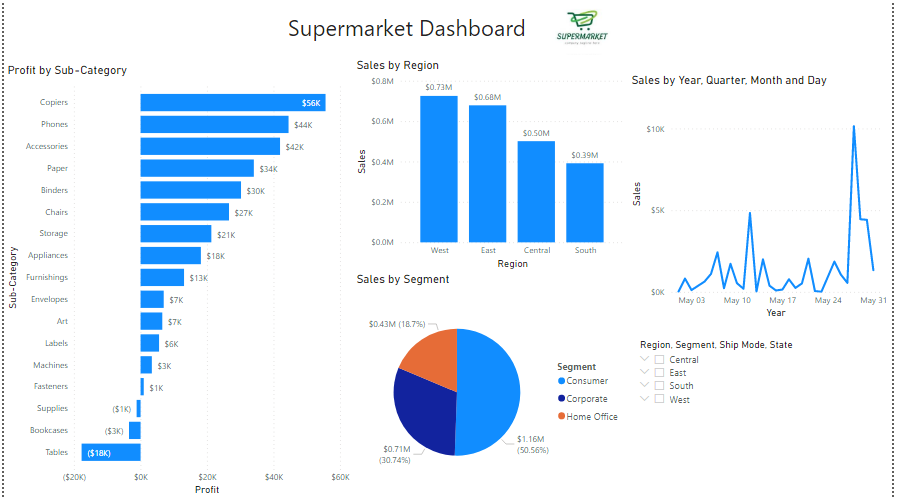 Supermarket Dashboard
SUPERMARKET
Profit by Sub-Category
Sub-Category
Copiers $56K
Phones $44K
Accessories $42K
Paper $34K
Binders $30K
Chairs $27K
Storage $21K
Appliances $18K
Furnishings $13K
Envelopes $7K
Art $7K
Labels $6K
Machines $3K
Fasteners $1K
Supplies ($1K)
Bookcases ($3K)
Tables ($18K)
($20K) $0K $20K $40K $60K
Profit
Sales by Region
Sales
$0.8M
$0.6M
$0.4M
$0.2M
$0.0M
$0.73M
$0.68M
$0.50M
$0.39M
West East Central South
Region
Sales by Segment
$0.43M (18.7%)
$0.71M
(30.74%)
$1.16M
(50.56%)
Segment
Consumer
Corporate
Home Office
Sales by Year, Quarter, Month and Day
Sales
$10K
$5K
$0K
May 03 May 10 May 17 May 24 May 31
Year
Region, Segment, Ship Mode, State
Central
East
South
West